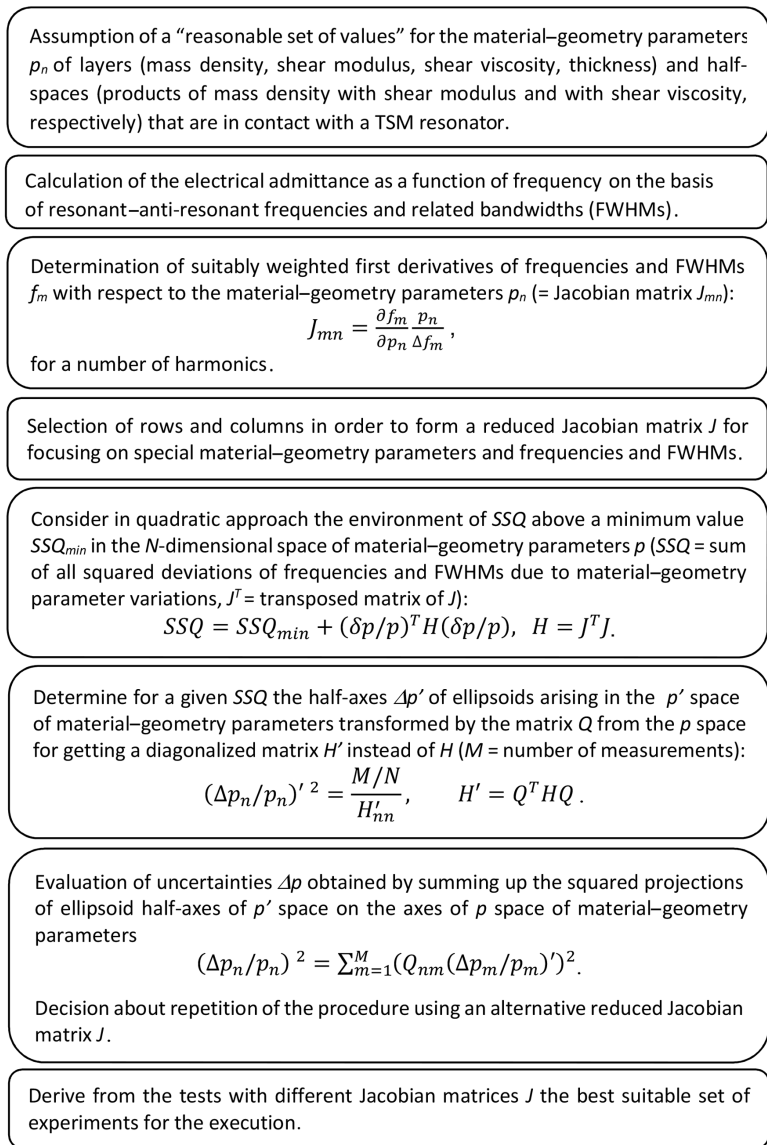 Assumption of a “reasonable set of values” for the material–geometry parameters
pₙ of layers (mass density, shear modulus, shear viscosity, thickness) and half-
spaces (products of mass density with shear modulus and with shear viscosity,
respectively) that are in contact with a TSM resonator.
Calculation of the electrical admittance as a function of frequency on the basis
of resonant–anti-resonant frequencies and related bandwidths (FWHMs).
Determination of suitably weighted first derivatives of frequencies and FWHMs
fₘ with respect to the material–geometry parameters pₙ (= Jacobian matrix Jₘₙ):
Jₘₙ = ∂fₘ/∂pₙ pₙ/Δfₘ ,
for a number of harmonics.
Selection of rows and columns in order to form a reduced Jacobian matrix J for
focusing on special material–geometry parameters and frequencies and FWHMs.
Consider in quadratic approach the environment of SSQ above a minimum value
SSQmin in the N-dimensional space of material–geometry parameters p (SSQ = sum
of all squared deviations of frequencies and FWHMs due to material–geometry
parameter variations, Jᵀ = transposed matrix of J):
SSQ = SSQmin + (δp/p)ᵀH(δp/p), H = JᵀJ.
Determine for a given SSQ the half-axes Δp′ of ellipsoids arising in the p′ space
of material–geometry parameters transformed by the matrix Q from the p space
for getting a diagonalized matrix H′ instead of H (M = number of measurements):
(Δpₙ/pₙ)′ ² = (M/N)/H′ₙₙ, H′ = QᵀHQ .
Evaluation of uncertainties Δp obtained by summing up the squared projections
of ellipsoid half-axes of p′ space on the axes of p space of material–geometry
parameters
(Δpₙ/pₙ) ² = ∑ᴹₘ₌₁(Qₙₘ(Δpₘ/pₘ)′)².
Decision about repetition of the procedure using an alternative reduced Jacobian
matrix J.
Derive from the tests with different Jacobian matrices J the best suitable set of
experiments for the execution.